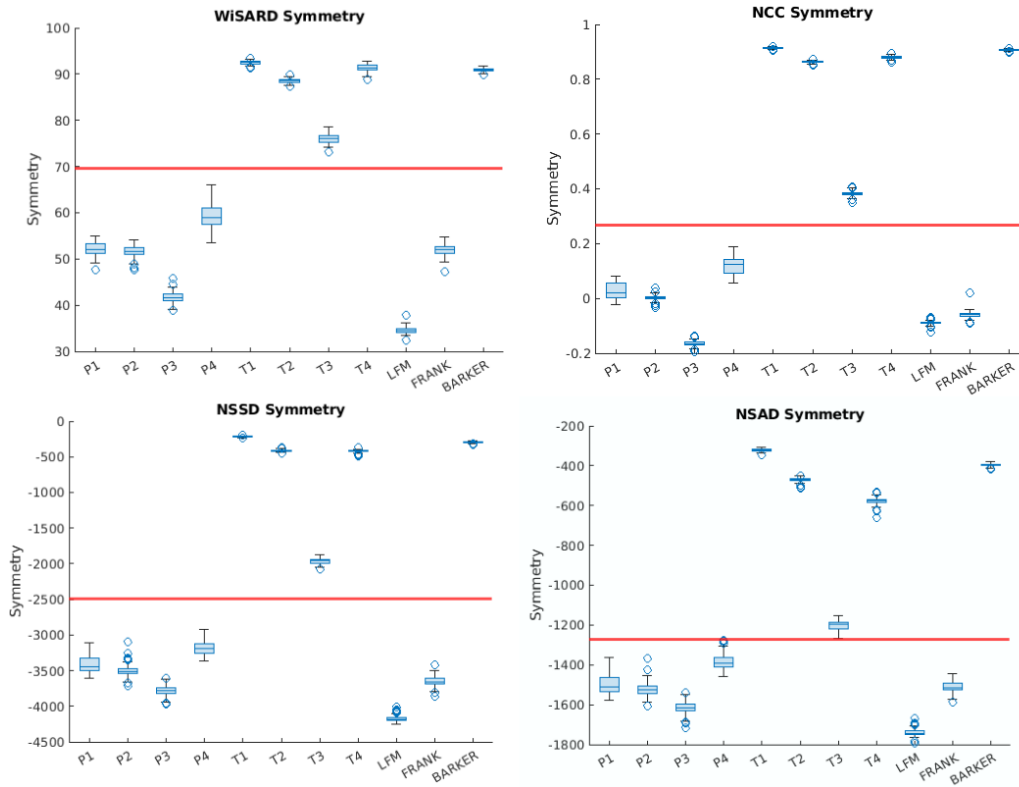 WiSARD Symmetry
Symmetry
100
90
80
70
60
50
40
30
P1 P2 P3 P4 T1 T2 T3 T4 LFM FRANK BARKER
NCC Symmetry
Symmetry
1
0.8
0.6
0.4
0.2
0
-0.2
P1 P2 P3 P4 T1 T2 T3 T4 LFM FRANK BARKER
NSSD Symmetry
Symmetry
0
-500
-1000
-1500
-2000
-2500
-3000
-3500
-4000
-4500
P1 P2 P3 P4 T1 T2 T3 T4 LFM FRANK BARKER
NSAD Symmetry
Symmetry
-200
-400
-600
-800
-1000
-1200
-1400
-1600
-1800
P1 P2 P3 P4 T1 T2 T3 T4 LFM FRANK BARKER